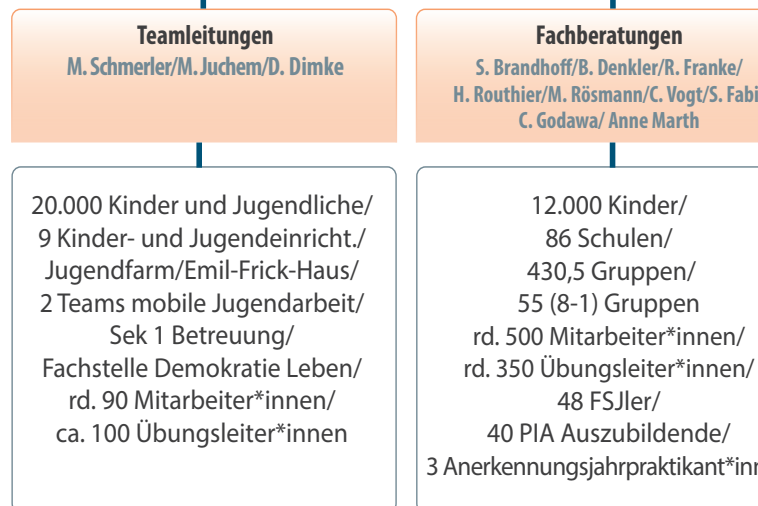 Teamleitungen
M. Schmerler/M. Juchem/D. Dimke
20.000 Kinder und Jugendliche/
9 Kinder- und Jugendeinricht./
Jugendfarm/Emil-Frick-Haus/
2 Teams mobile Jugendarbeit/
Sek 1 Betreuung/
Fachstelle Demokratie Leben/
rd. 90 Mitarbeiter*innen/
ca. 100 Übungsleiter*innen
Fachberatungen
S. Brandhoff/B. Denkler/R. Franke/
H. Routhier/M. Rösmann/C. Vogt/S.
C. Godawa/ Anne Marth
12.000 Kinder/
86 Schulen/
430,5 Gruppen/
55 (8-1) Gruppen
rd. 500 Mitarbeiter*innen/
rd. 350 Übungsleiter*innen/
48 FSJler/
40 PIA Auszubildende/
3